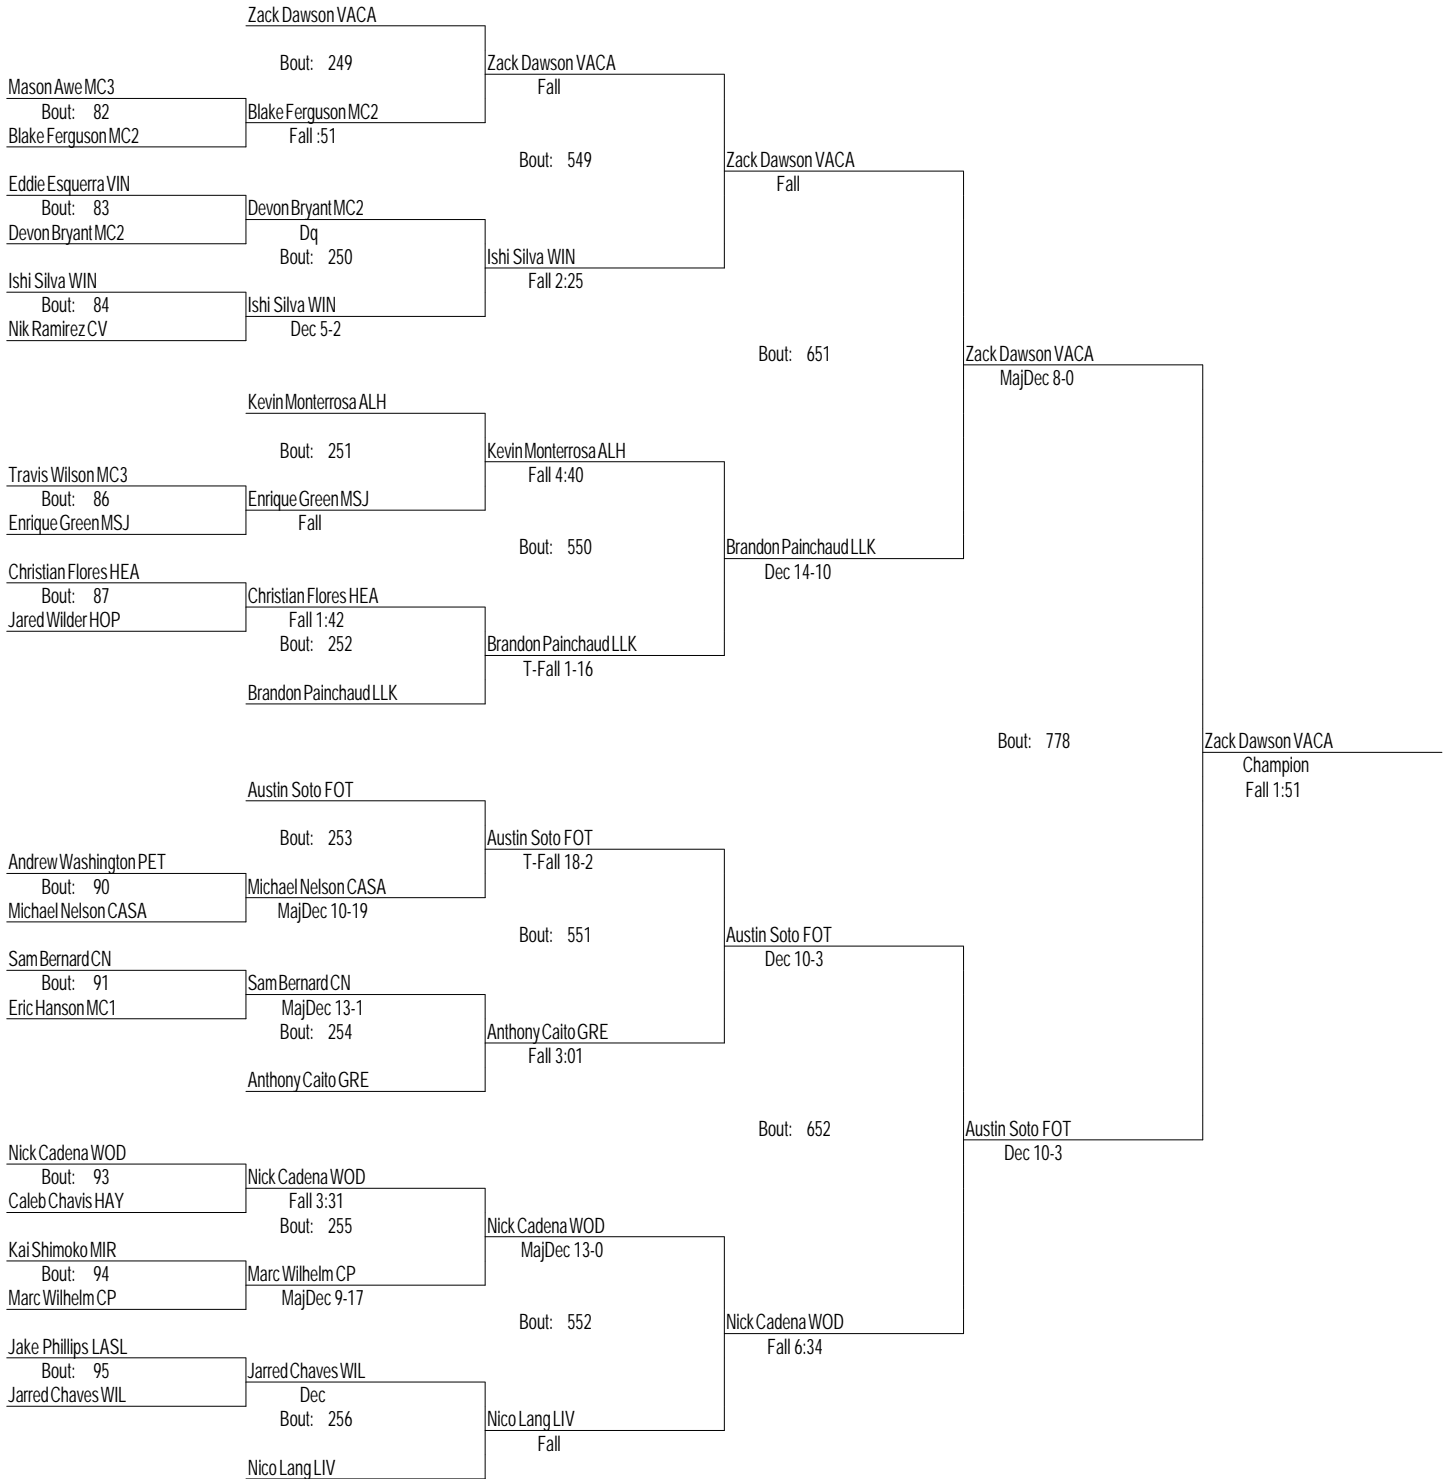 Zack Dawson VACA
Bout: 249
Zack Dawson VACA
Fall
Mason Awe MC3
Bout: 82
Blake Ferguson MC2
Blake Ferguson MC2
Fall :51
Bout: 549
Zack Dawson VACA
Fall
Eddie Esquerra VIN
Bout: 83
Devon Bryant MC2
Devon Bryant MC2
Dq
Bout: 250
Ishi Silva WIN
Fall 2:25
Ishi Silva WIN
Bout: 84
Nik Ramirez CV
Ishi Silva WIN
Dec 5-2
Bout: 651
Zack Dawson VACA
MajDec 8-0
Kevin Monterrosa ALH
Bout: 251
Kevin Monterrosa ALH
Fall 4:40
Travis Wilson MC3
Bout: 86
Enrique Green MSJ
Enrique Green MSJ
Fall
Bout: 550
Brandon Painchaud LLK
Dec 14-10
Christian Flores HEA
Bout: 87
Jared Wilder HOP
Christian Flores HEA
Fall 1:42
Bout: 252
Brandon Painchaud LLK
T-Fall 1-16
Brandon Painchaud LLK
Bout: 778
Zack Dawson VACA
Champion
Fall 1:51
Austin Soto FOT
Bout: 253
Austin Soto FOT
T-Fall 18-2
Andrew Washington PET
Bout: 90
Michael Nelson CASA
Michael Nelson CASA
MajDec 10-19
Bout: 551
Austin Soto FOT
Dec 10-3
Sam Bernard CN
Bout: 91
Eric Hanson MC1
Sam Bernard CN
MajDec 13-1
Bout: 254
Anthony Caito GRE
Fall 3:01
Anthony Caito GRE
Bout: 652
Austin Soto FOT
Dec 10-3
Nick Cadena WOD
Bout: 93
Caleb Chavis HAY
Nick Cadena WOD
Fall 3:31
Bout: 255
Nick Cadena WOD
MajDec 13-0
Kai Shimoko MIR
Bout: 94
Marc Wilhelm CP
Marc Wilhelm CP
MajDec 9-17
Bout: 552
Nick Cadena WOD
Fall 6:34
Jake Phillips LASL
Bout: 95
Jarred Chaves WIL
Jarred Chaves WIL
Dec
Bout: 256
Nico Lang LIV
Fall
Nico Lang LIV